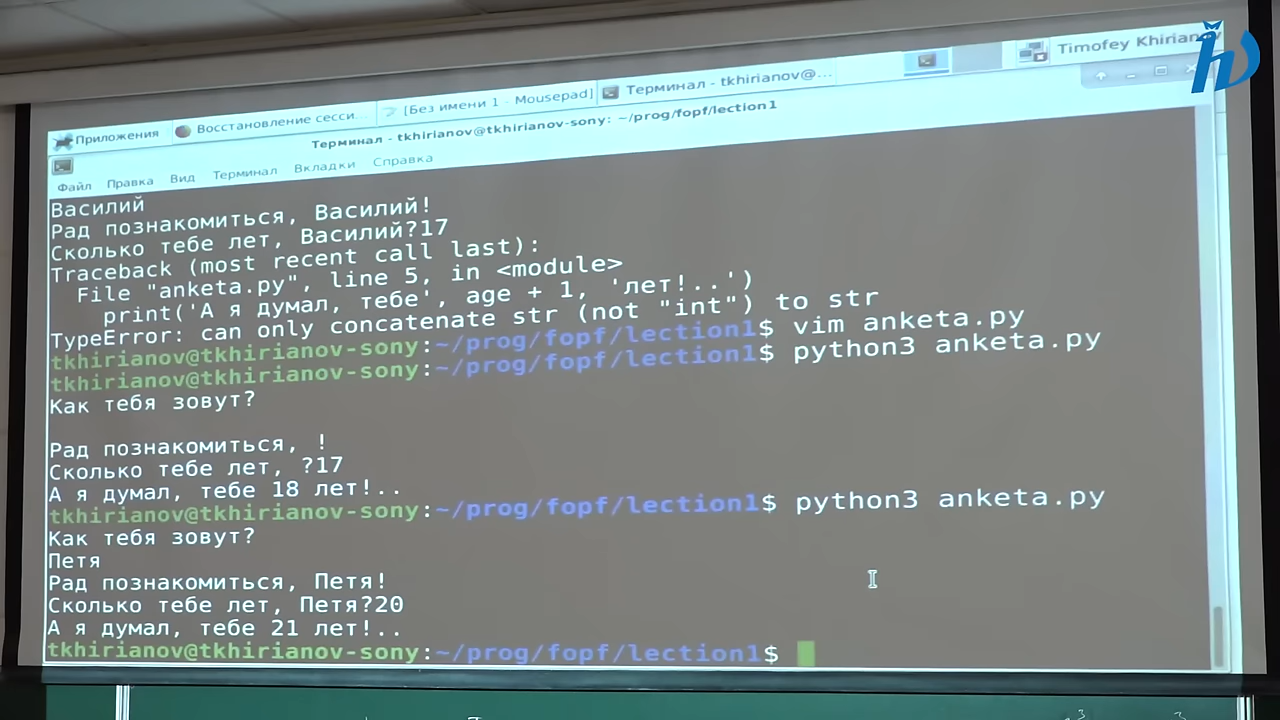 Timofey Khirianov
Приложения
Восстановление сесси...
[Без имени 1 - Mousepad]
Терминал - tkhirianov@...
Терминал - tkhirianov@tkhirianov-sony: ~/prog/fopf/lection1
Файл Правка Вид Терминал Вкладки Справка
Василий
Рад познакомиться, Василий!
Сколько тебе лет, Василий?17
Traceback (most recent call last):
File "anketa.py", line 5, in <module>
print('А я думал, тебе', age + 1, 'лет!..')
TypeError: can only concatenate str (not "int") to str
tkhirianov@tkhirianov-sony:~/prog/fopf/lection1$ vim anketa.py
tkhirianov@tkhirianov-sony:~/prog/fopf/lection1$ python3 anketa.py
Как тебя зовут?
Рад познакомиться, !
Сколько тебе лет, ?17
А я думал, тебе 18 лет!..
tkhirianov@tkhirianov-sony:~/prog/fopf/lection1$ python3 anketa.py
Как тебя зовут?
Петя
Рад познакомиться, Петя!
Сколько тебе лет, Петя?20
А я думал, тебе 21 лет!..
tkhirianov@tkhirianov-sony:~/prog/fopf/lection1$